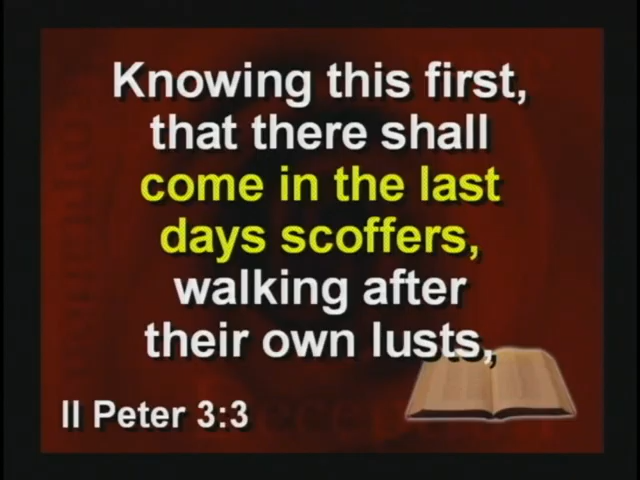 Knowing this first,
that there shall
come in the last
days scoffers,
walking after
their own lusts,
II Peter 3:3